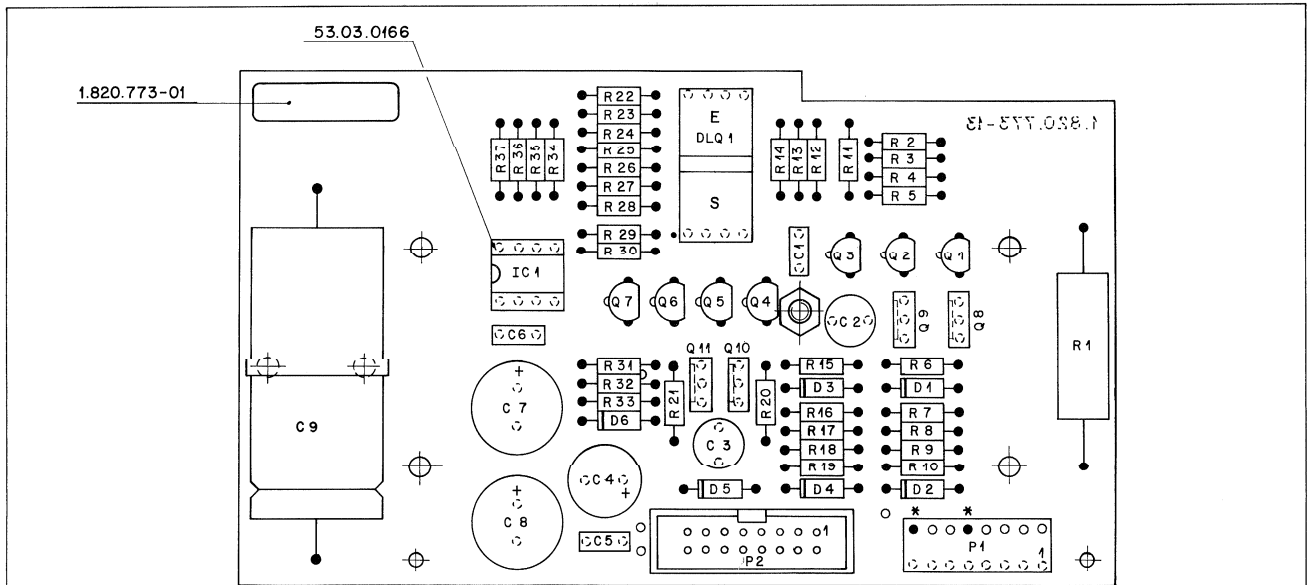 53.03.0166
1.820.773-01
1.820.773-13
R22
R23
R24
R25
R26
R27
R28
R29
R30
R37
R36
R35
R34
E
DLQ1
S
R14
R13
R12
R11
R2
R3
R4
R5
IC1
C1
Q3
Q2
Q1
Q7
Q6
Q5
Q4
C2
Q9
Q8
R1
C6
Q11
Q10
R31
R32
R33
D6
R21
R20
R15
D3
R16
R17
R18
R19
D4
R6
D1
R7
R8
R9
R10
D2
+
C7
C9
C3
C4
+
D5
+
C8
C5
1
P2
*
*
P1
1